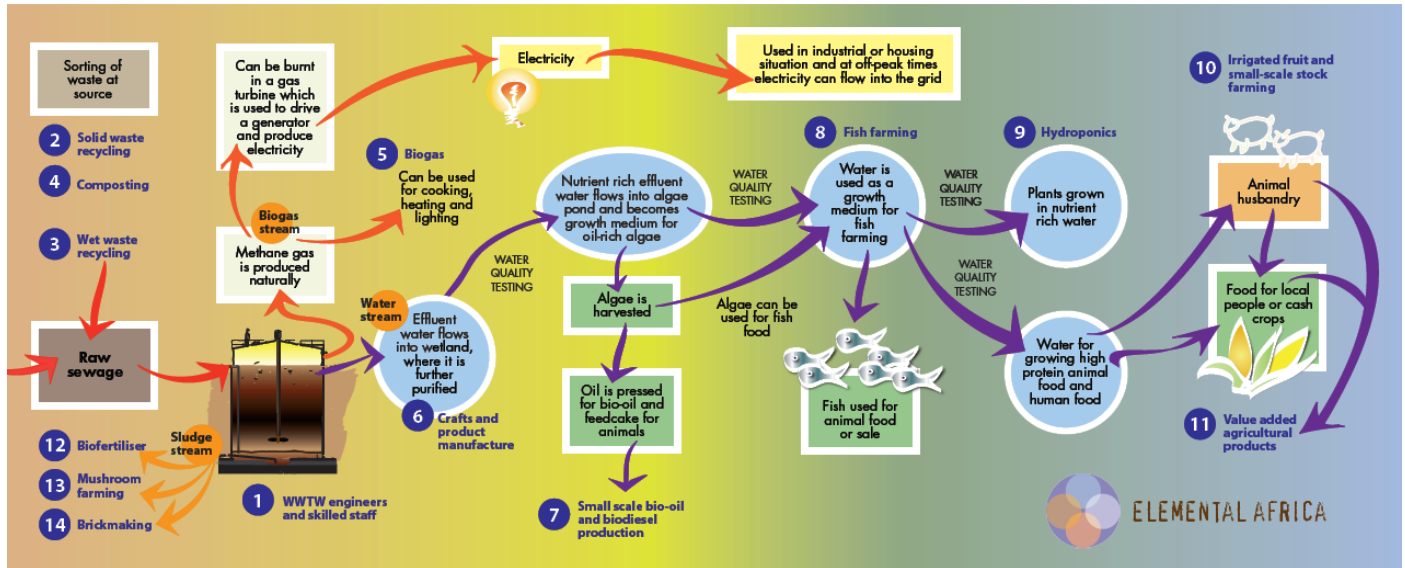 Sorting of
waste at
source
2 Solid waste
recycling
4 Composting
3 Wet waste
recycling
Raw
sewage
12 Biofertiliser
13 Mushroom
farming
14 Brickmaking
Sludge
stream
1 WWTW engineers
and skilled staff
Can be burnt
in a gas
turbine which
is used to drive
a generator
and produce
electricity
Biogas
stream
Methane gas
is produced
naturally
5 Biogas
Can be used
for cooking,
heating and
lighting
Electricity
Used in industrial or housing
situation and at off-peak times
electricity can flow into the grid
Water
stream
Effluent
water flows
into wetland,
where it is
further
purified
6 Crafts and
product
manufacture
WATER
QUALITY
TESTING
Nutrient rich effluent
water flows into algae
pond and becomes
growth medium for
oil-rich algae
Algae is
harvested
Oil is pressed
for bio-oil and
feedcake for
animals
7 Small scale bio-oil
and biodiesel
production
WATER
QUALITY
TESTING
Algae can be
used for fish
food
8 Fish farming
Water is
used as a
growth
medium for
fish
farming
Fish used for
animal food
or sale
WATER
QUALITY
TESTING
9 Hydroponics
Plants grown
in nutrient
rich water
WATER
QUALITY
TESTING
Water for
growing high
protein animal
food and
human food
10 Irrigated fruit and
small-scale stock
farming
Animal
husbandry
Food for local
people or cash
crops
11 Value added
agricultural
products
ELEMENTAL AFRICA